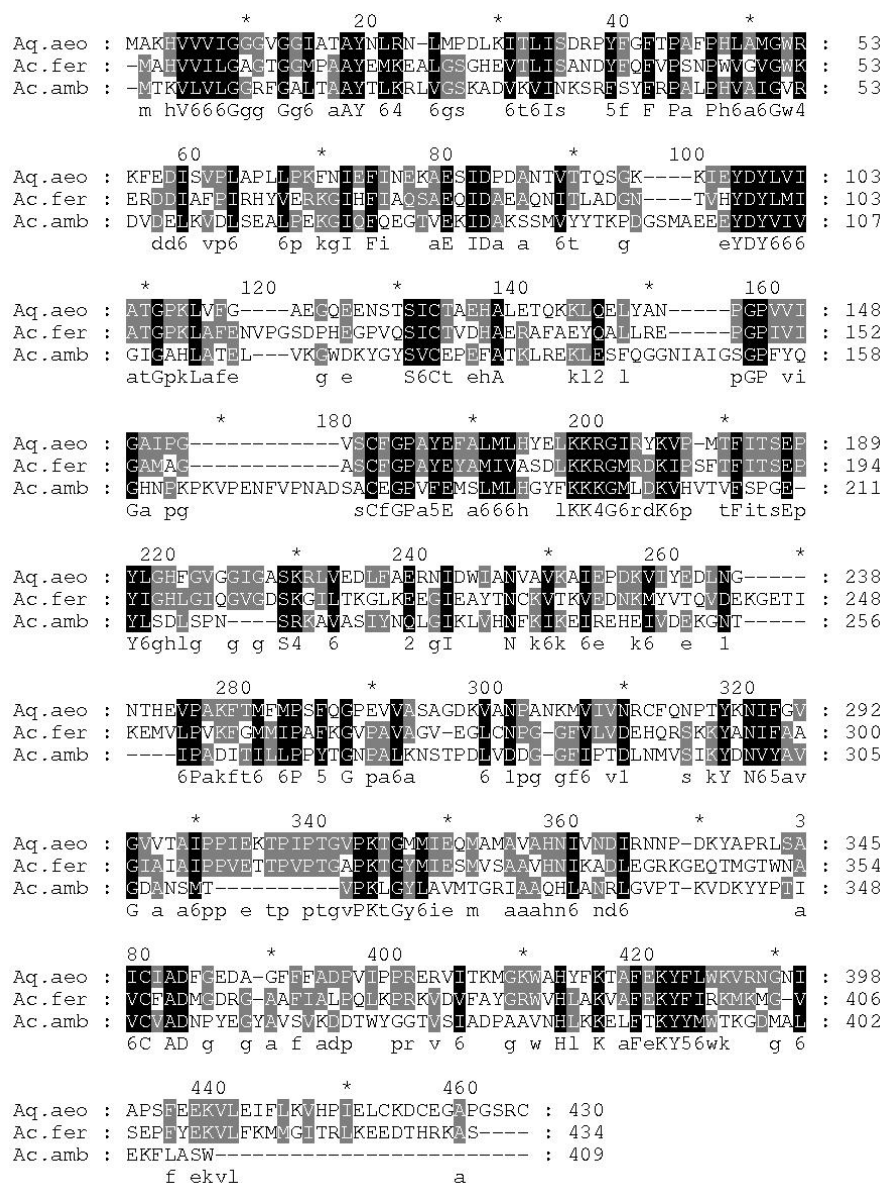 * 20 * 40 *
Aq.aeo : MAKHVVVIGGGVGGIATAYNLRN-LMPDLKITLISDRPYFGFTPAFPHLAMGWR : 53
Ac.fer : -MAHVVILGAGTGGMPAAYEMKEALGSGHEVTLISANDYFQFVPSNPWVGVGWK : 53
Ac.amb : -MTKVLVLGGRFGALTAAYTLKRLVGSKADVKVINKSRFSYFRPALPHVAIGVR : 53
m hV666Ggg Gg6 aAY 64 6gs 6t6Is 5f F Pa Ph6a6Gw4
60 * 80 * 100
Aq.aeo : KFEDISVPLAPLLPKFNIEFINEKAESIDPDANTVTTQSGK----KIEYDYLVI : 103
Ac.fer : ERDDIAFPIRHYVERKGIHFIAQSAEQIDAEAQNITLADGN----TVHYDYLMI : 103
Ac.amb : DVDELKVDLSEALPEKGIQFQEGTVEKIDAKSSMVYYTKPDGSMAEEEYDYVIV : 107
dd6 vp6 6p kgI Fi aE IDa a 6t g eYDY666
* 120 * 140 * 160
Aq.aeo : ATGPKLVFG----AEGQEENSTSICTAEHALETQKKLQELYAN-----PGPVVI : 148
Ac.fer : ATGPKLAFENVPGSDPHEGPVQSICTVDHAERAFAEYQALLRE-----PGPIVI : 152
Ac.amb : GIGAHLATEL---VKGWDKYGYSVCEPEFATKLREKLESFQGGNIAIGSGPFYQ : 158
atGpkLafe g e S6Ct ehA kl2 l pGP vi
* 180 * 200 *
Aq.aeo : GAIPG------------VSCFGPAYEFALMLHYELKKRGIRYKVP-MTFITSEP : 189
Ac.fer : GAMAG------------ASCFGPAYEYAMIVASDLKKRGMRDKIPSFTFITSEP : 194
Ac.amb : GHNPKPKVPENFVPNADSACEGPVFEMSLMLHGYFKKKGMLDKVHVTVFSPGE- : 211
Ga pg sCfGPa5E a666h lKK4G6rdK6p tFitsEp
220 * 240 * 260 *
Aq.aeo : YLGHFGVGGIGASKRLVEDLFAERNIDWIANVAVKAIEPDKVIYEDLNG----- : 238
Ac.fer : YIGHLGIQGVGDSKGILTKGLKEEGIEAYTNCKVTKVEDNKMYVTQVDEKGETI : 248
Ac.amb : YLSDLSPN----SRKAVASIYNQLGIKLVHNFKIKEIREHEIVDEKGNT----- : 256
Y6ghlg g g S4 6 2 gI N k6k 6e k6 e l
280 * 300 * 320
Aq.aeo : NTHEVPAKFTMFMPSFQGPEVVASAGDKVANPANKMVIVNRCFQNPTYKNIFGV : 292
Ac.fer : KEMVLPVKFGMMIPAFKGVPAVAGV-EGLCNPG-GFVLVDEHQRSKKYANIFAA : 300
Ac.amb : ----IPADITILLPPYTGNPALKNSTPDLVDDG-GFIPTDLNMVSIKYDNVYAV : 305
6Pakft6 6P 5 G pa6a 6 lpg gf6 vl s kY N65av
* 340 * 360 * 3
Aq.aeo : GVVTAIPPIEKTPIPTGVPKTGMMIEQMAMAVAHNIVNDIRNNP-DKYAPRLSA : 345
Ac.fer : GIAIAIPPVETTPVPTGAPKTGYMIESMVSAAVHNIKADLEGRKGEQTMGTWNA : 354
Ac.amb : GDANSMT----------VPKLGYLAVMTGRIAAQHLANRLGVPT-KVDKYYPTI : 348
G a a6pp e tp ptgvPKtGy6ie m aaahn6 nd6 a
80 * 400 * 420 *
Aq.aeo : ICIADFGEDA-GFFFADPVIPPRERVITKMGKWAHYFKTAFEKYFLWKVRNGNI : 398
Ac.fer : VCFADMGDRG-AAFIALPQLKPRKVDVFAYGRWVHLAKVAFEKYFIRKMKMG-V : 406
Ac.amb : VCVADNPYEGYAVSVKDDTWYGGTVSIADPAAVNHLKKELFTKYYMWTKGDMAL : 402
6C AD g g a f adp pr v 6 g w Hl K aFeKY56wk g 6
440 * 460
Aq.aeo : APSFEEKVLEIFLKVHPIELCKDCEGAPGSRC : 430
Ac.fer : SEPFYEKVLFKMMGITRLKEEDTHRKAS---- : 434
Ac.amb : EKFLASW------------------------- : 409
f ekvl a